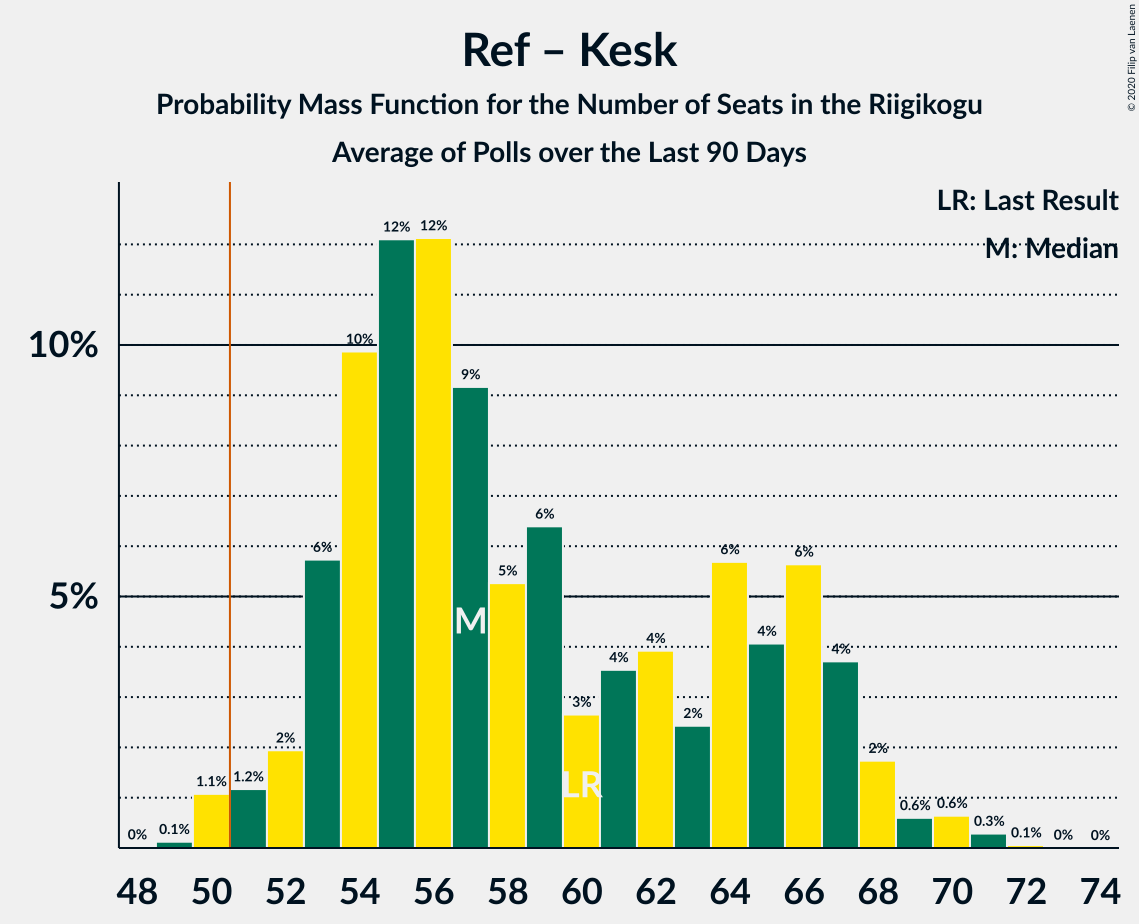 Ref – Kesk
Probability Mass Function for the Number of Seats in the Riigikogu
Average of Polls over the Last 90 Days
© 2020 Filip van Laenen
LR: Last Result
M: Median
10%
5%
0% 0.1% 1.1% 1.2% 2% 6% 10% 12% 12% 9% 5% 6% 3% 4% 4% 2% 6% 4% 6% 4% 2% 0.6% 0.6% 0.3% 0.1% 0% 0%
M
LR
48 50 52 54 56 58 60 62 64 66 68 70 72 74